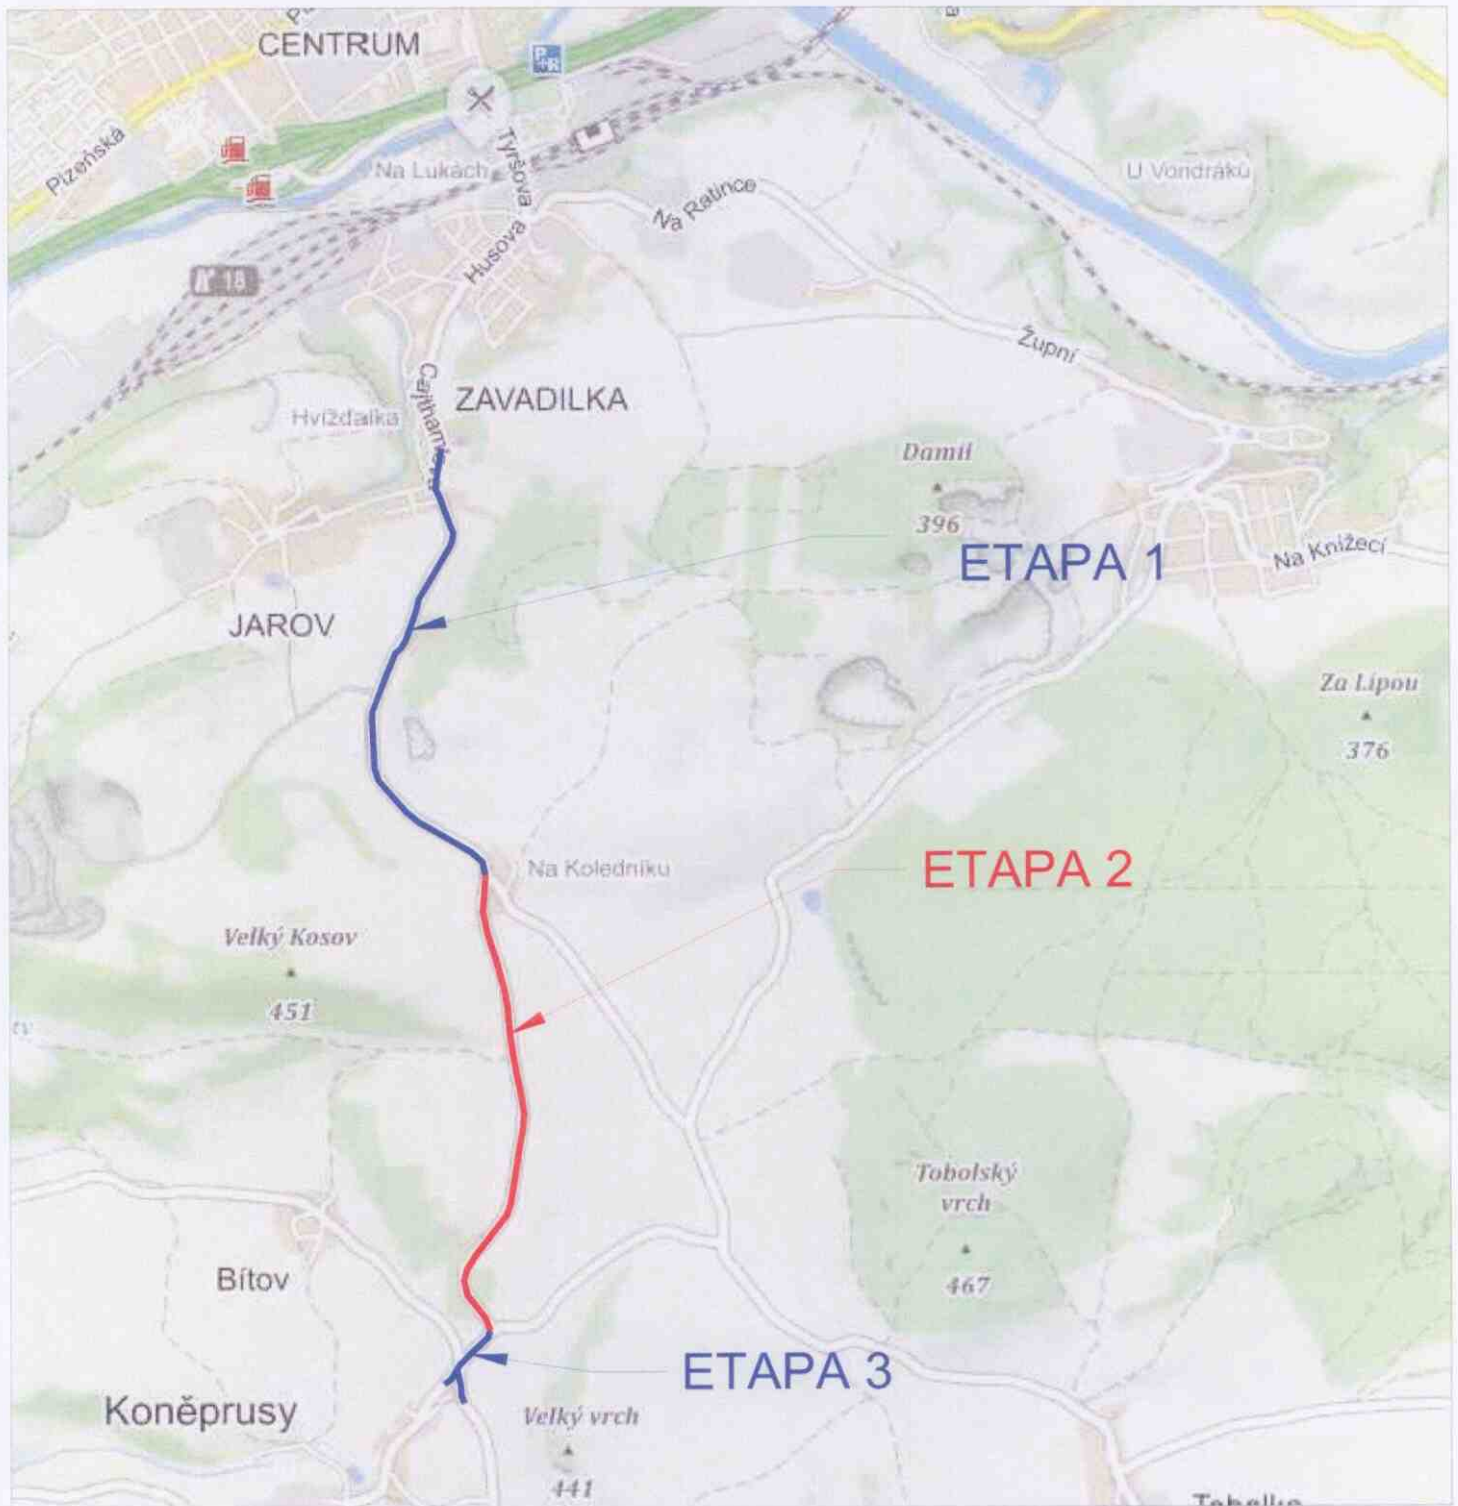 CENTRUM
P+R
Plzeňská
Na Lukách
Tyršova
U Vondráků
Na Ratince
Husova
18
Župní
ZAVADILKA
Hvížďalka
Damil
396
ETAPA 1
Na Knížecí
JAROV
Za Lípou
376
Na Koledníku
ETAPA 2
Velký Kosov
451
Tobolský
vrch
467
Bítov
ETAPA 3
Koněprusy
Velký vrch
441